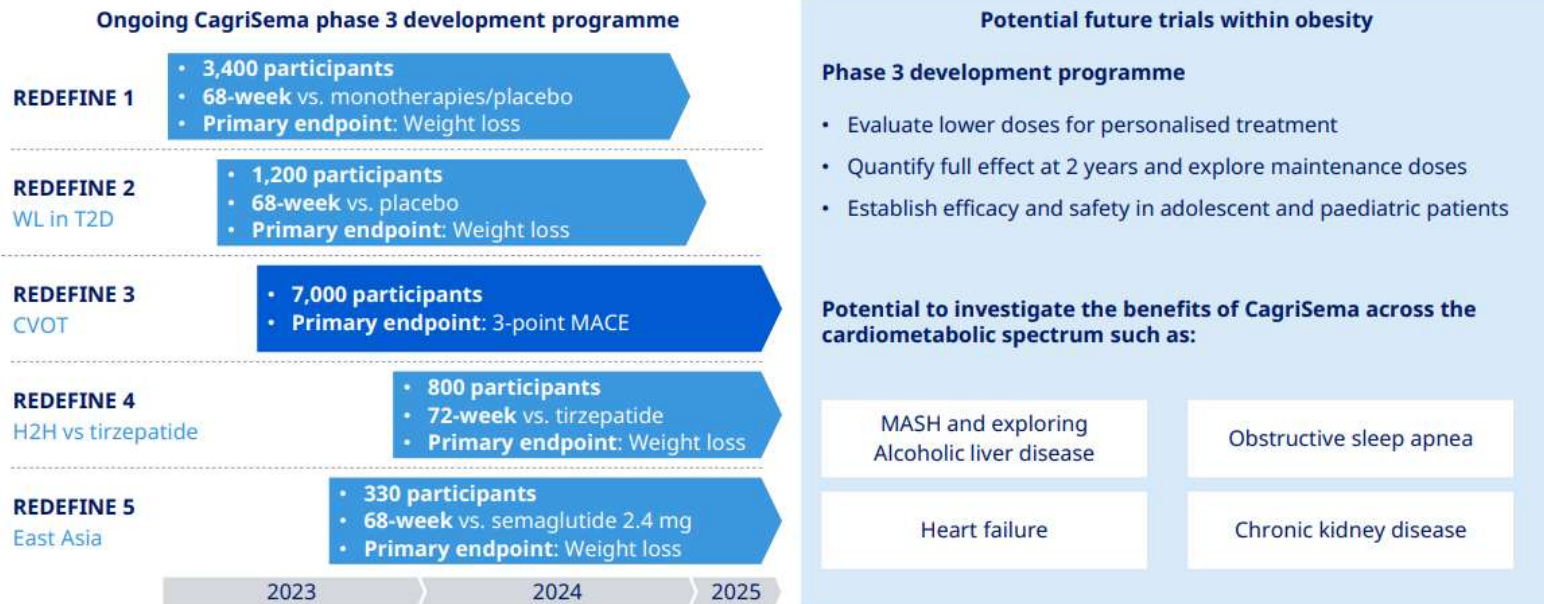 Ongoing CagriSema phase 3 development programme
REDEFINE 1
• 3,400 participants
• 68-week vs. monotherapies/placebo
• Primary endpoint: Weight loss
REDEFINE 2
WL in T2D
• 1,200 participants
• 68-week vs. placebo
• Primary endpoint: Weight loss
REDEFINE 3
CVOT
• 7,000 participants
• Primary endpoint: 3-point MACE
REDEFINE 4
H2H vs tirzepatide
• 800 participants
• 72-week vs. tirzepatide
• Primary endpoint: Weight loss
REDEFINE 5
East Asia
• 330 participants
• 68-week vs. semaglutide 2.4 mg
• Primary endpoint: Weight loss
2023 2024 2025
Potential future trials within obesity
Phase 3 development programme
• Evaluate lower doses for personalised treatment
• Quantify full effect at 2 years and explore maintenance doses
• Establish efficacy and safety in adolescent and paediatric patients
Potential to investigate the benefits of CagriSema across the
cardiometabolic spectrum such as:
MASH and exploring
Alcoholic liver disease
Obstructive sleep apnea
Heart failure
Chronic kidney disease